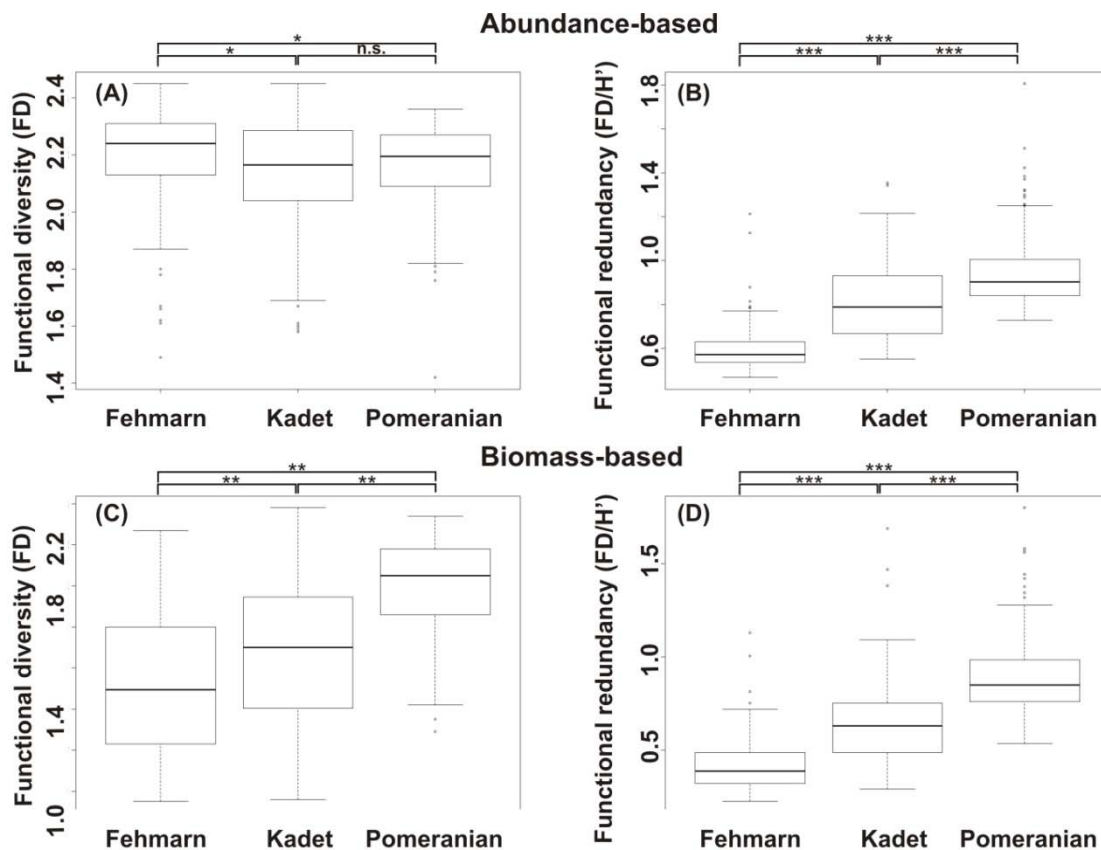 Abundance-based
*
*
n.s.
***
***
***
(A)
Functional diversity (FD)
2.4
2.2
2.0
1.8
1.6
1.4
Fehmarn
Kadet
Pomeranian
(B)
Functional redundancy (FD/H')
1.8
1.4
1.0
0.6
Fehmarn
Kadet
Pomeranian
Biomass-based
**
**
**
***
***
***
(C)
Functional diversity (FD)
2.2
1.8
1.4
1.0
Fehmarn
Kadet
Pomeranian
(D)
Functional redundancy (FD/H')
1.5
1.0
0.5
Fehmarn
Kadet
Pomeranian